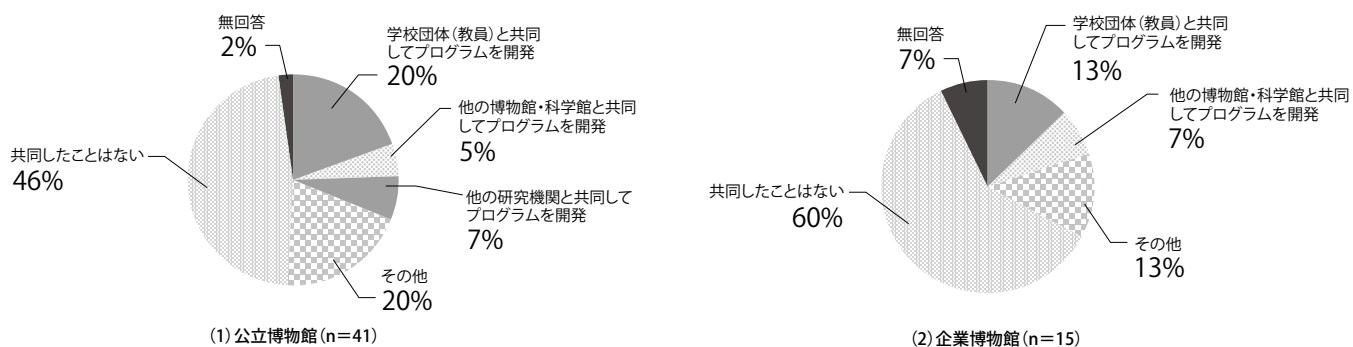 無回答
2%
学校団体（教員）と共同
してプログラムを開発
20%
他の博物館・科学館と共同
してプログラムを開発
5%
他の研究機関と共同して
プログラムを開発
7%
その他
20%
共同したことはない
46%
(1)公立博物館（n＝41）
無回答
7%
学校団体（教員）と共同
してプログラムを開発
13%
他の博物館・科学館と共同
してプログラムを開発
7%
その他
13%
共同したことはない
60%
(2)企業博物館（n＝15）